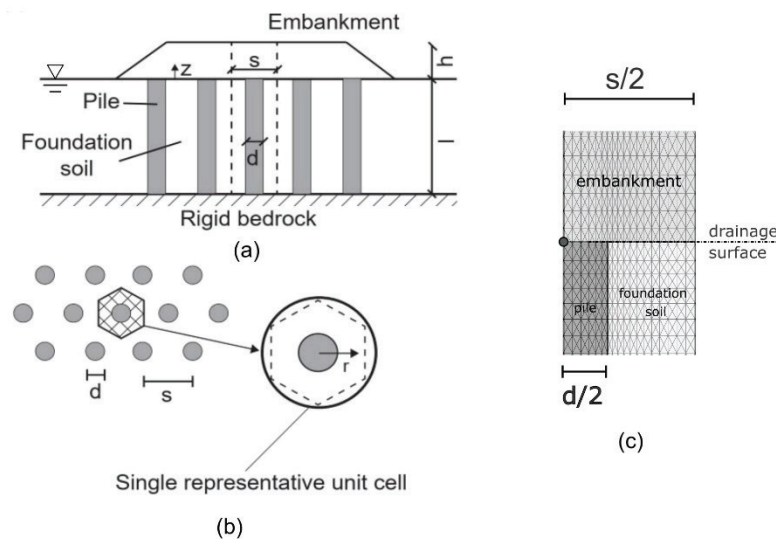 Embankment
s
z
h
Pile
Foundation
soil
d
l
Rigid bedrock
(a)
d
s
r
Single representative unit cell
(b)
s/2
embankment
drainage
surface
foundation
soil
pile
d/2
(c)